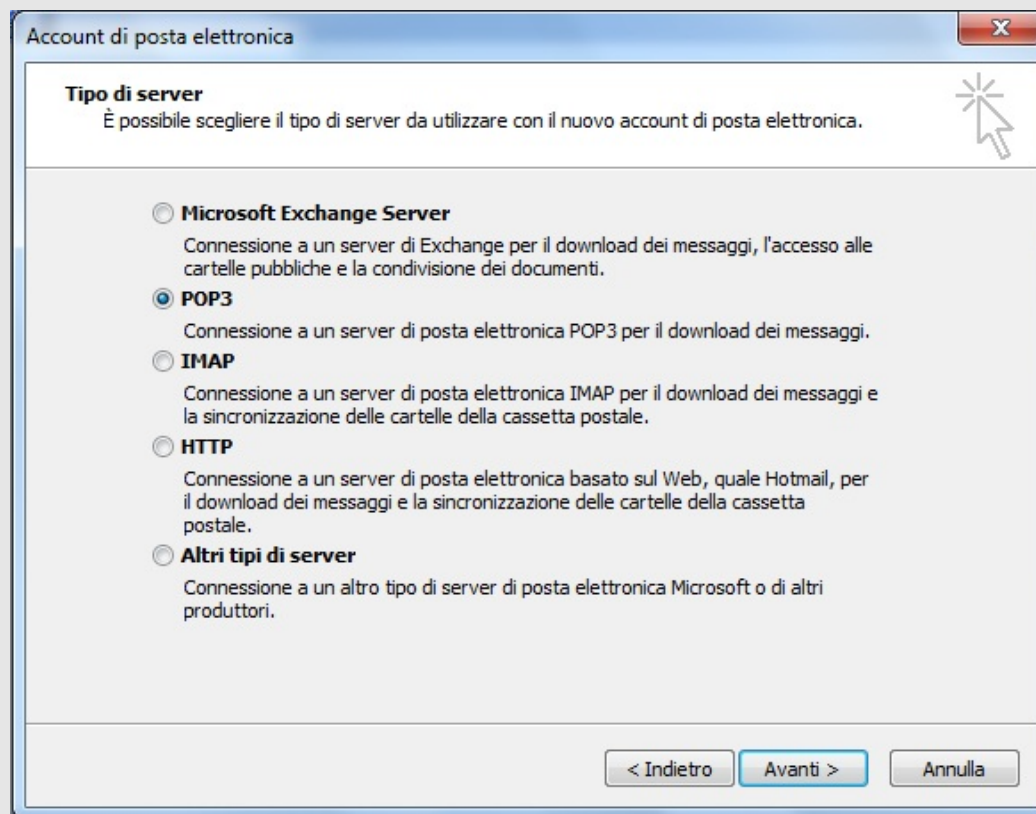 Account di posta elettronica
Tipo di server
È possibile scegliere il tipo di server da utilizzare con il nuovo account di posta elettronica.
Microsoft Exchange Server
Connessione a un server di Exchange per il download dei messaggi, l'accesso alle
cartelle pubbliche e la condivisione dei documenti.
POP3
Connessione a un server di posta elettronica POP3 per il download dei messaggi.
IMAP
Connessione a un server di posta elettronica IMAP per il download dei messaggi e
la sincronizzazione delle cartelle della cassetta postale.
HTTP
Connessione a un server di posta elettronica basato sul Web, quale Hotmail, per
il download dei messaggi e la sincronizzazione delle cartelle della cassetta
postale.
Altri tipi di server
Connessione a un altro tipo di server di posta elettronica Microsoft o di altri
produttori.
< Indietro Avanti > Annulla